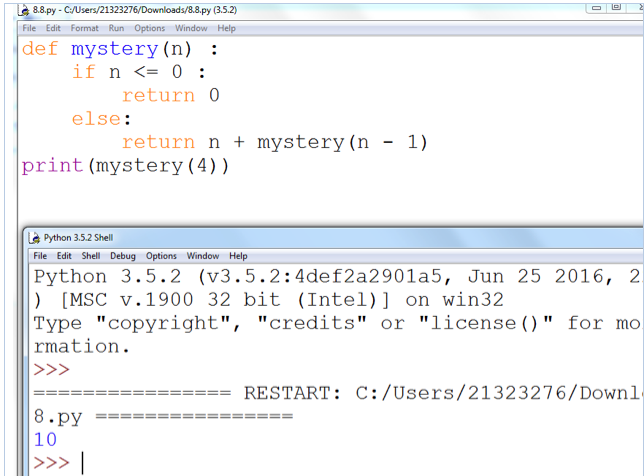 8.8.py - C:/Users/21323276/Downloads/8.8.py (3.5.2)
File Edit Format Run Options Window Help
def mystery(n) :
    if n <= 0 :
        return 0
    else:
        return n + mystery(n - 1)
print(mystery(4))
Python 3.5.2 Shell
File Edit Shell Debug Options Window Help
Python 3.5.2 (v3.5.2:4def2a2901a5, Jun 25 2016, 2
) [MSC v.1900 32 bit (Intel)] on win32
Type "copyright", "credits" or "license()" for mo
rmation.
>>>
================ RESTART: C:/Users/21323276/Downl
8.py ================
10
>>>